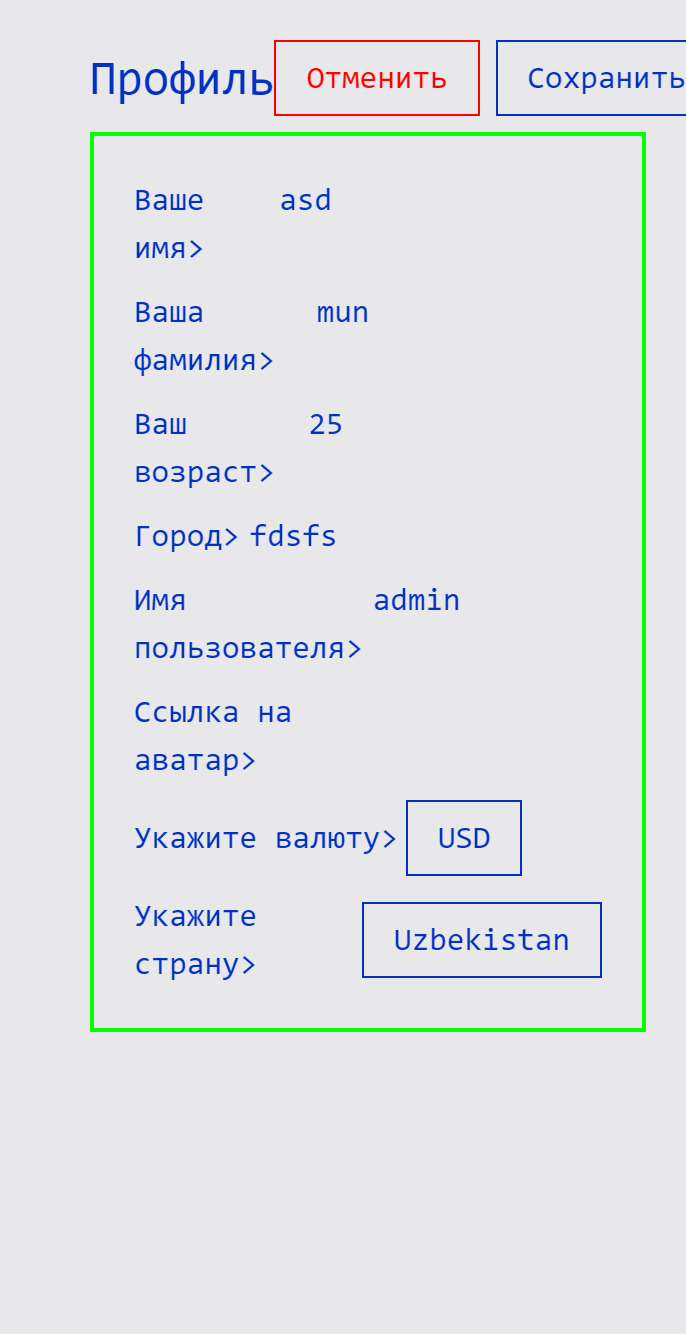 Профиль Отменить Сохранить
Ваше asd
имя>
Ваша mun
фамилия>
Ваш 25
возраст>
Город> fdsfs
Имя admin
пользователя>
Ссылка на
аватар>
Укажите валюту> USD
Укажите
страну> Uzbekistan